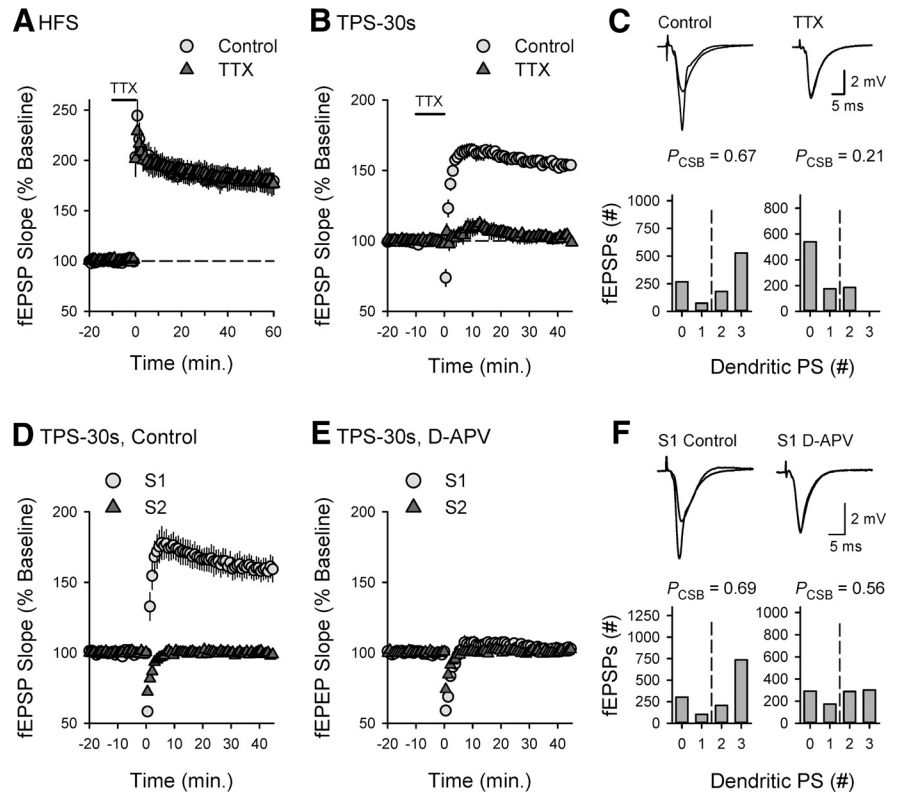 A HFS
Control
TTX
TTX
fEPSP Slope (% Baseline)
250
200
150
100
50
-20 0 20 40 60
Time (min.)
B TPS-30s
Control
TTX
TTX
fEPSP Slope (% Baseline)
200
150
100
50
-20 -10 0 10 20 30 40
Time (min.)
C Control TTX
2 mV
5 ms
PCSB = 0.67 PCSB = 0.21
fEPSPs (#)
1000
750
500
250
0
0 1 2 3
800
600
400
200
0
0 1 2 3
Dendritic PS (#)
D TPS-30s, Control
S1
S2
fEPSP Slope (% Baseline)
200
150
100
50
-20 -10 0 10 20 30 40
Time (min.)
E TPS-30s, D-APV
S1
S2
fEPEP Slope (% Baseline)
200
150
100
50
-20 -10 0 10 20 30 40
Time (min.)
F S1 Control S1 D-APV
2 mV
5 ms
PCSB = 0.69 PCSB = 0.56
fEPSPs (#)
1250
1000
750
500
250
0
0 1 2 3
1000
800
600
400
200
0
0 1 2 3
Dendritic PS (#)